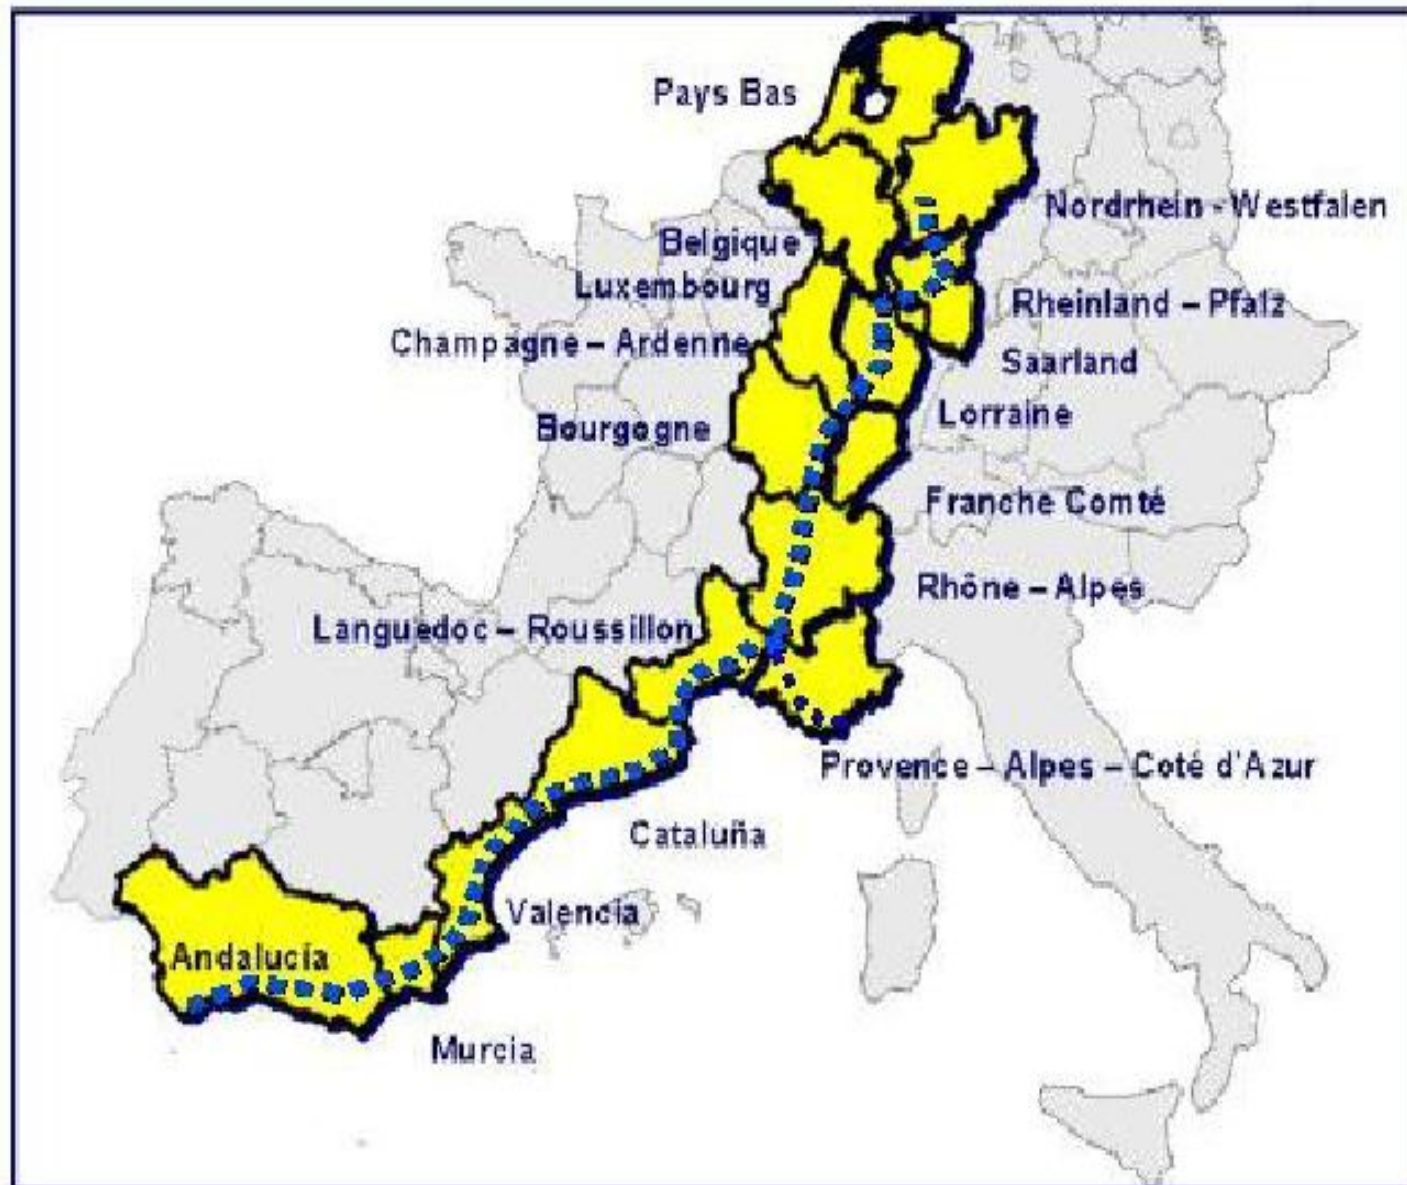 Pays Bas
Nordrhein - Westfalen
Belgique
Luxembourg
Rheinland – Pfalz
Champagne – Ardenne
Saarland
Lorraine
Bourgogne
Franche Comté
Rhône – Alpes
Languedoc – Roussillon
Provence – Alpes – Coté d'Azur
Cataluña
Valencia
Andalucía
Murcia